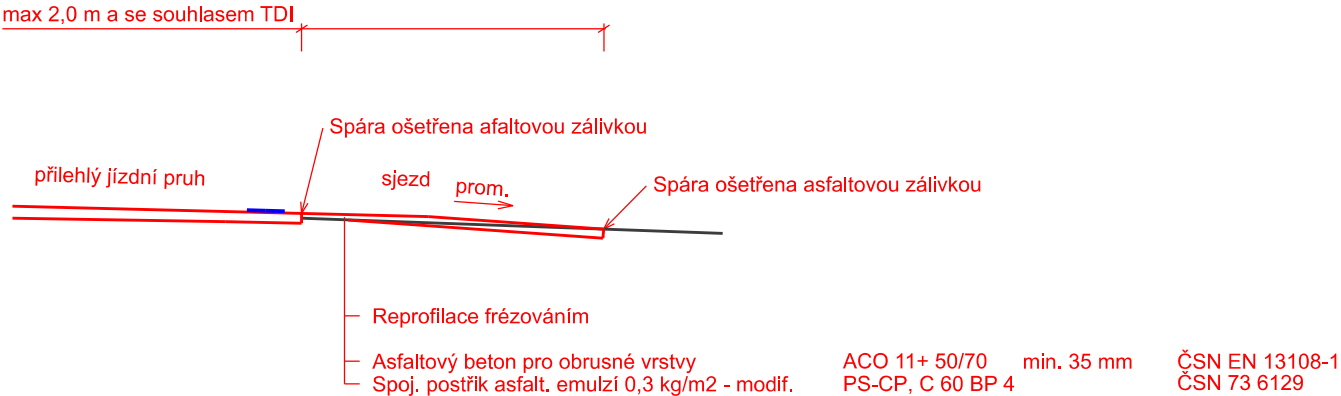 max 2,0 m a se souhlasem TDI
Spára ošetřena afaltovou zálivkou
přilehlý jízdní pruh
sjezd
prom.
Spára ošetřena asfaltovou zálivkou
Reprofilace frézováním
Asfaltový beton pro obrusné vrstvy ACO 11+ 50/70 min. 35 mm ČSN EN 13108-1
Spoj. postřik asfalt. emulzí 0,3 kg/m2 - modif. PS-CP, C 60 BP 4 ČSN 73 6129